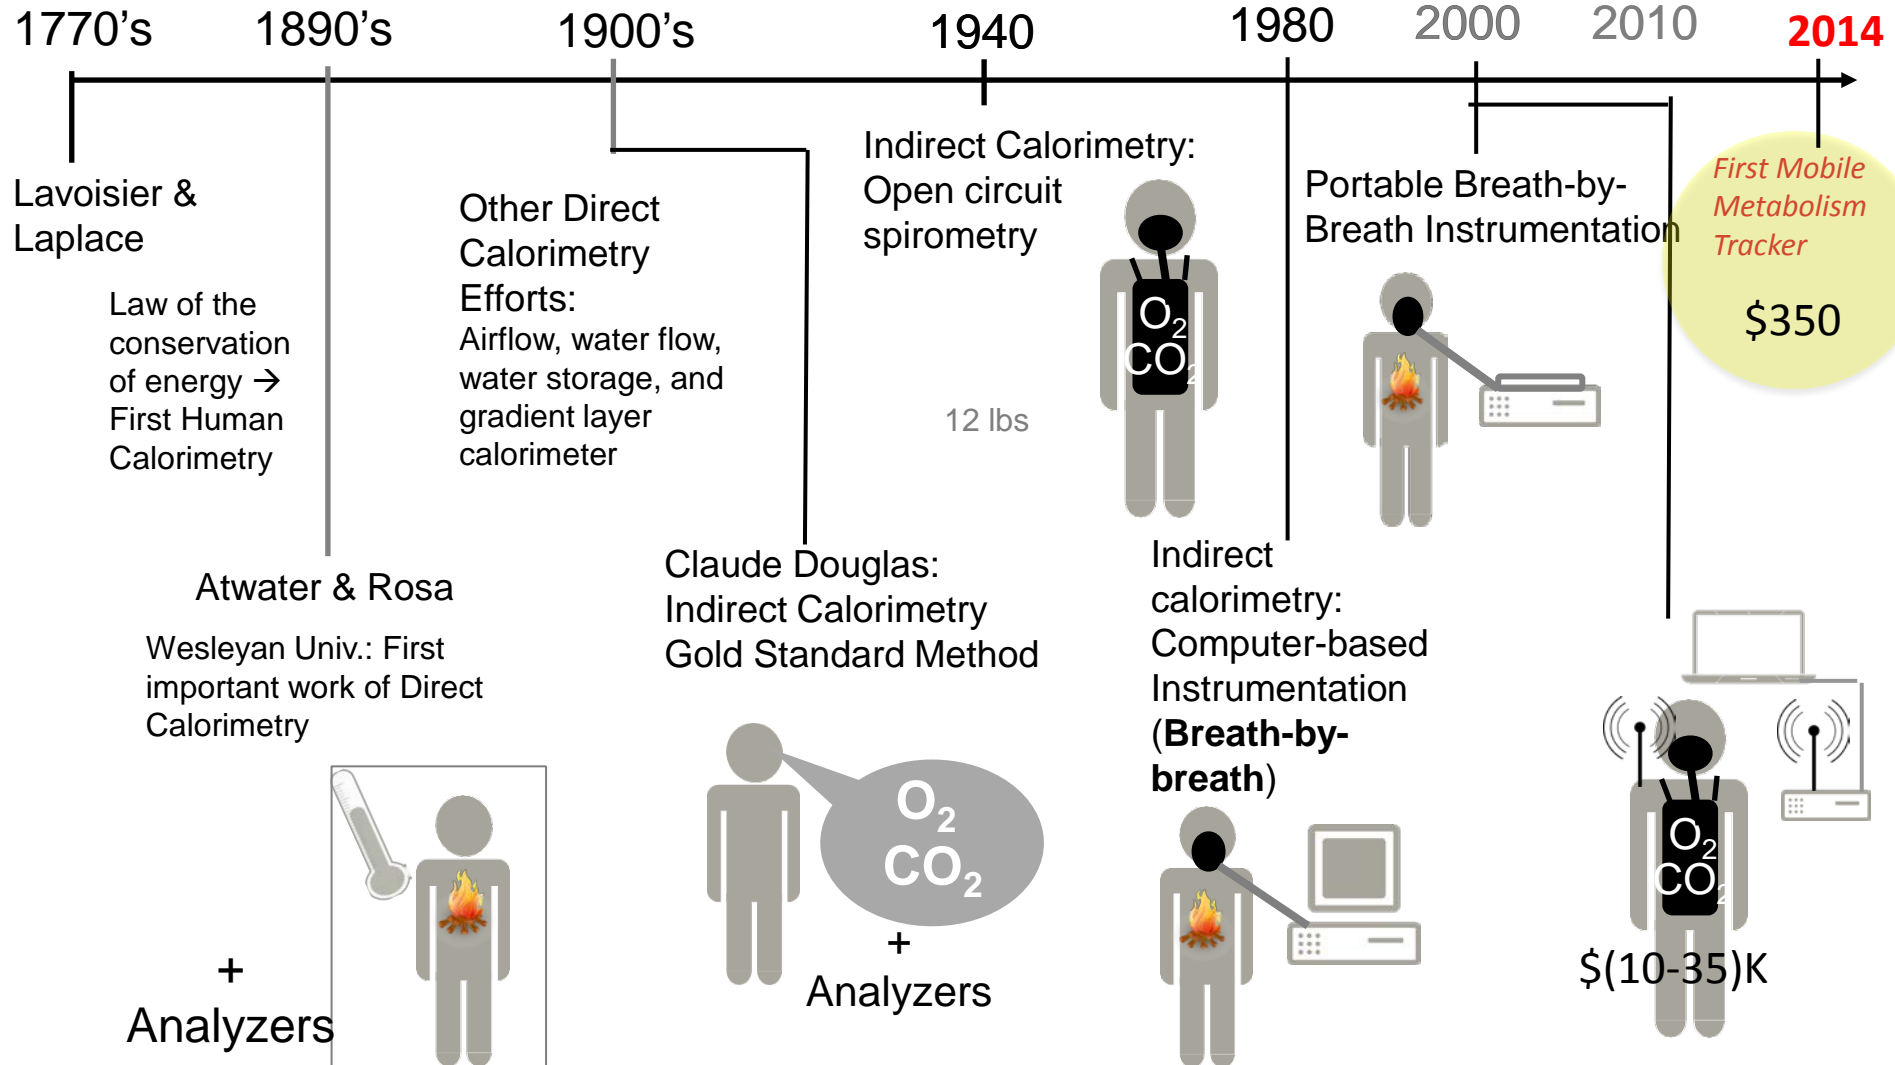 1770’s
1890’s
1900’s
1940
1980
2000
2010
2014
Lavoisier &
Laplace
Law of the
conservation
of energy →
First Human
Calorimetry
Atwater & Rosa
Wesleyan Univ.: First
important work of Direct
Calorimetry
+
Analyzers
Other Direct
Calorimetry
Efforts:
Airflow, water flow,
water storage, and
gradient layer
calorimeter
Claude Douglas:
Indirect Calorimetry
Gold Standard Method
O2
CO2
+
Analyzers
Indirect Calorimetry:
Open circuit
spirometry
12 lbs
O2
CO2
Indirect
calorimetry:
Computer-based
Instrumentation
(Breath-by-
breath)
Portable Breath-by-
Breath Instrumentation
O2
CO2
$(10-35)K
First Mobile
Metabolism
Tracker
$350